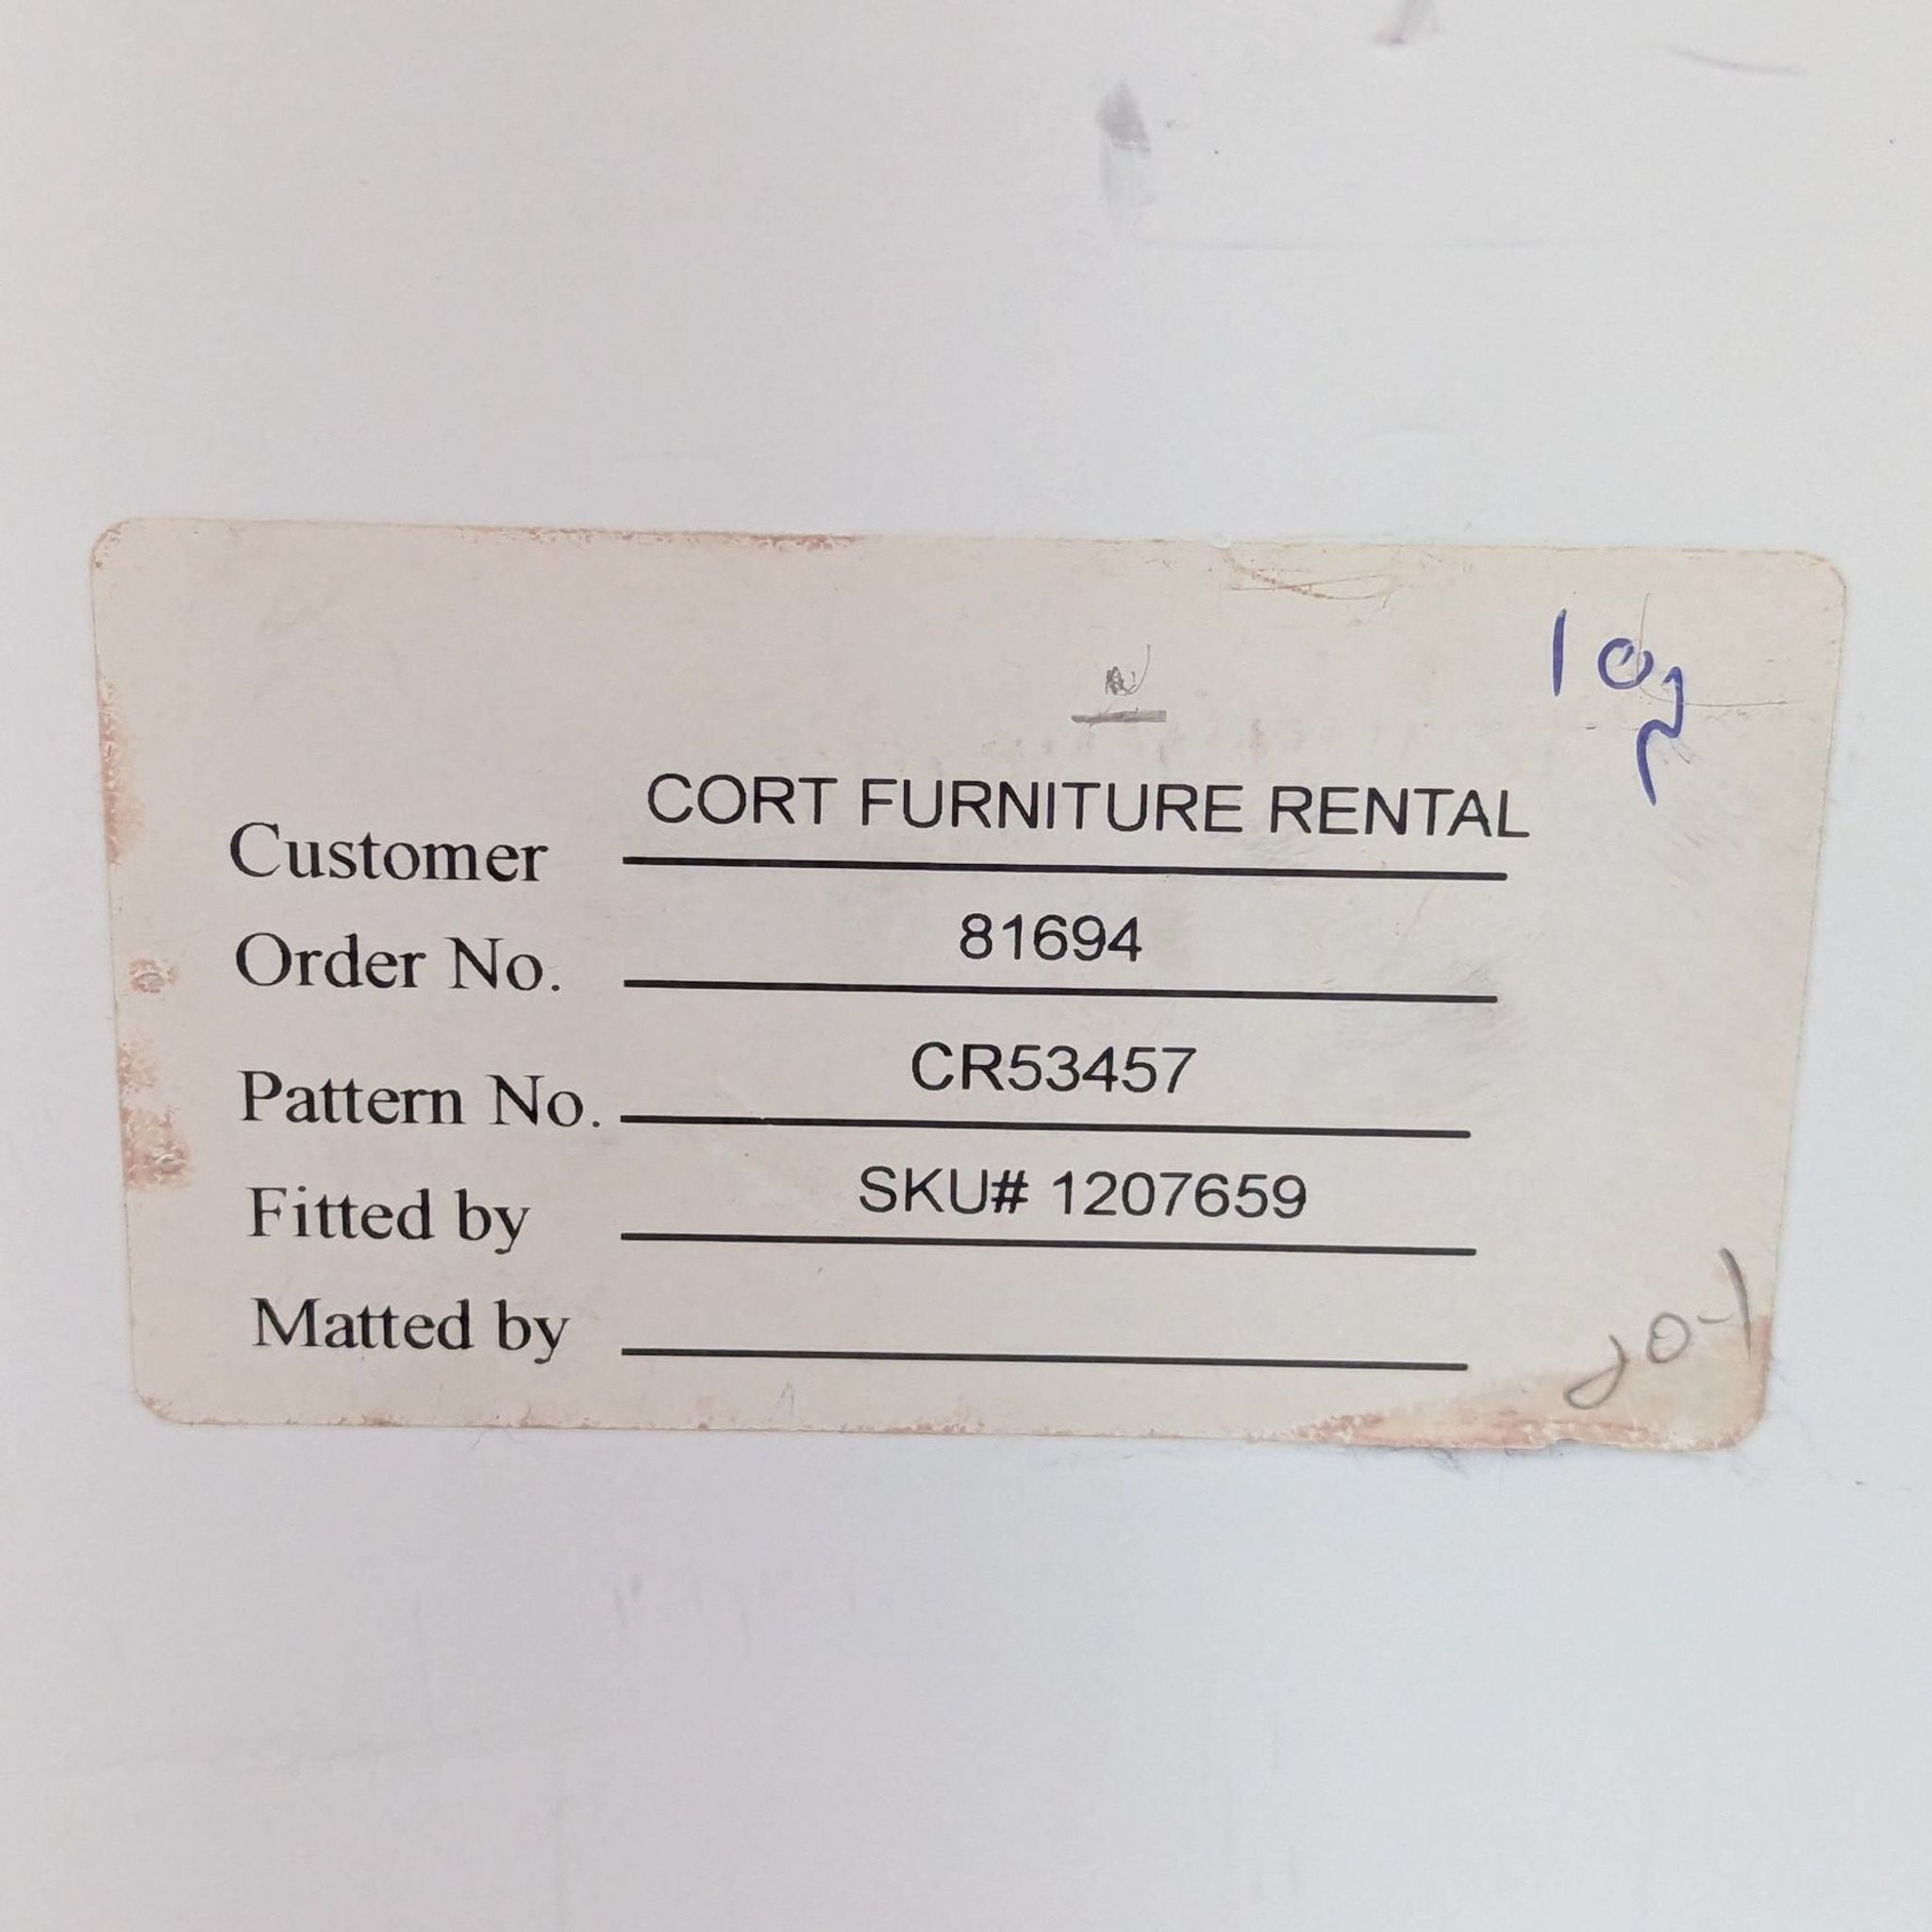 Customer CORT FURNITURE RENTAL
Order No. 81694
Pattern No. CR53457
Fitted by SKU# 1207659
Matted by